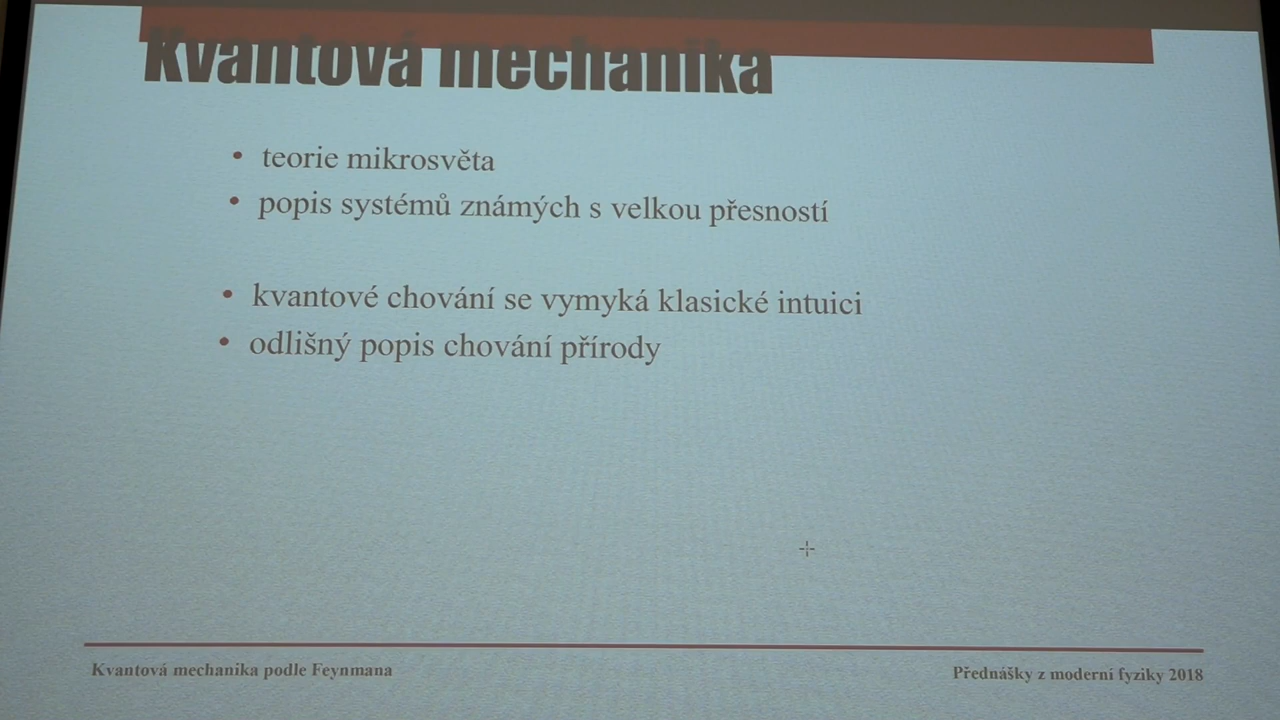 Kvantová mechanika
• teorie mikrosvěta
• popis systémů známých s velkou přesností
• kvantové chování se vymyká klasické intuici
• odlišný popis chování přírody
Kvantová mechanika podle Feynmana
Přednášky z moderní fyziky 2018